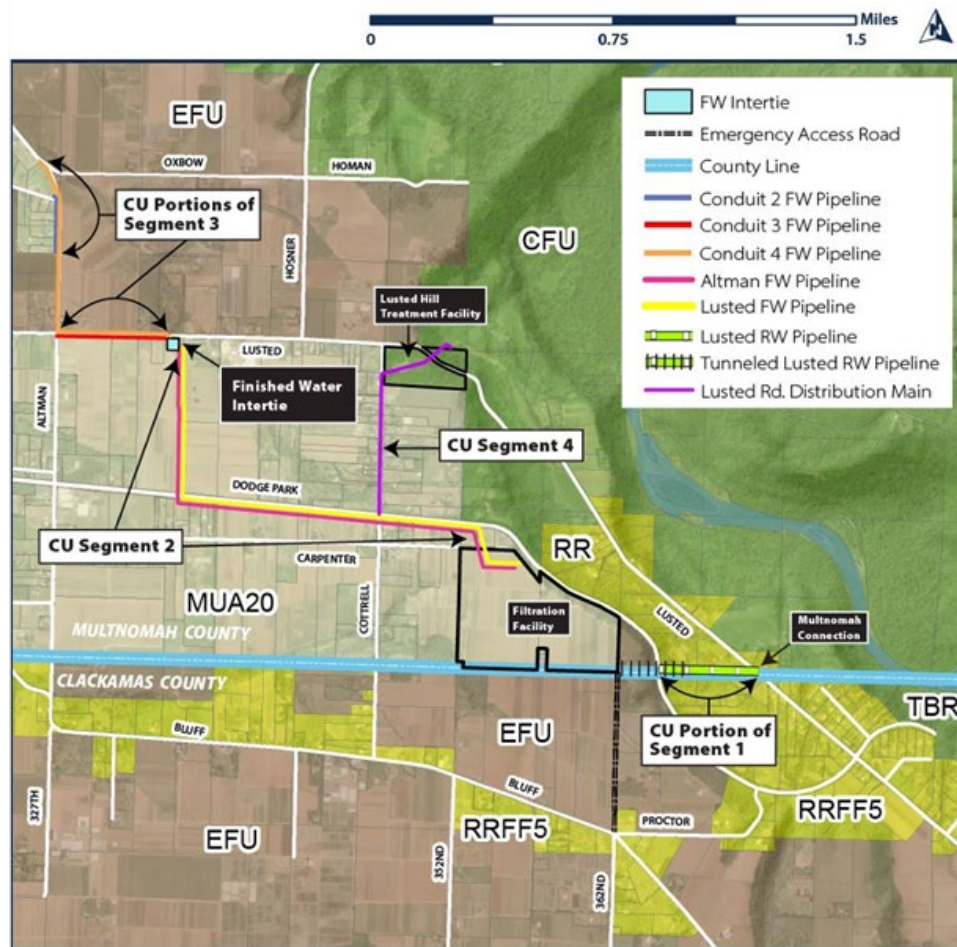 Miles
0
0.75
1.5
N
EFU
OXBOW
HOMAN
CU Portions of
Segment 3
HOSNER
CFU
FW Intertie
Emergency Access Road
County Line
Conduit 2 FW Pipeline
Conduit 3 FW Pipeline
Conduit 4 FW Pipeline
Altman FW Pipeline
Lusted FW Pipeline
Lusted RW Pipeline
Tunneled Lusted RW Pipeline
Lusted Rd. Distribution Main
Lusted Hill
Treatment Facility
LUSTED
Finished Water
Intertie
ALTMAN
CU Segment 4
DODGE PARK
CU Segment 2
CARPENTER
RR
MUA20
COTTRELL
Filtration
Facility
LUSTED
Multnomah
Connection
MULTNOMAH COUNTY
CLACKAMAS COUNTY
TBR
EFU
CU Portion of
Segment 1
BLUFF
BLUFF
327TH
EFU
352ND
RRFF5
362ND
PROCTOR
RRFF5